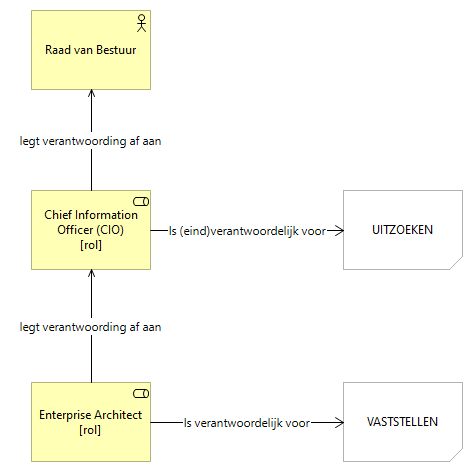 Raad van Bestuur
legt verantwoording af aan
Chief Information
Officer (CIO)
[rol]
Is (eind)verantwoordelijk voor
UITZOEKEN
legt verantwoording af aan
Enterprise Architect
[rol]
Is verantwoordelijk voor
VASTSTELLEN